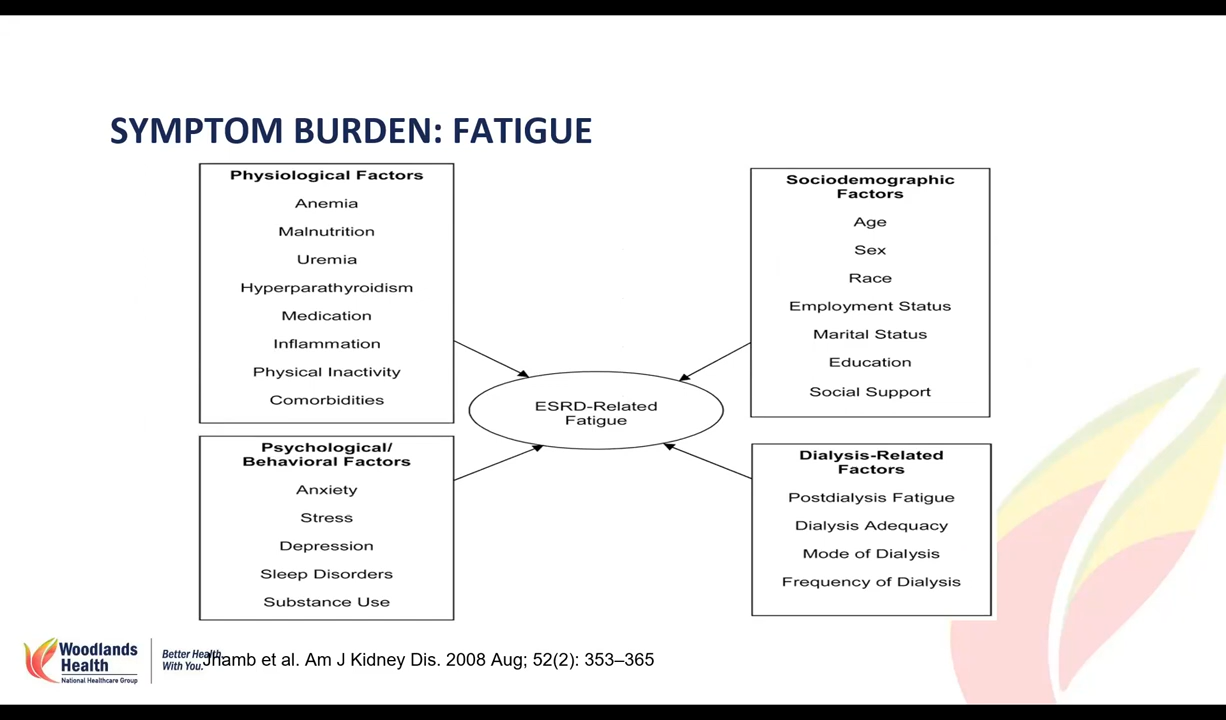 SYMPTOM BURDEN: FATIGUE
Physiological Factors
Anemia
Malnutrition
Uremia
Hyperparathyroidism
Medication
Inflammation
Physical Inactivity
Comorbidities
Psychological/
Behavioral Factors
Anxiety
Stress
Depression
Sleep Disorders
Substance Use
ESRD-Related
Fatigue
Sociodemographic
Factors
Age
Sex
Race
Employment Status
Marital Status
Education
Social Support
Dialysis-Related
Factors
Postdialysis Fatigue
Dialysis Adequacy
Mode of Dialysis
Frequency of Dialysis
Woodlands
Health
National Healthcare Group
Better Health,
With You.
Jhamb et al. Am J Kidney Dis. 2008 Aug; 52(2): 353–365